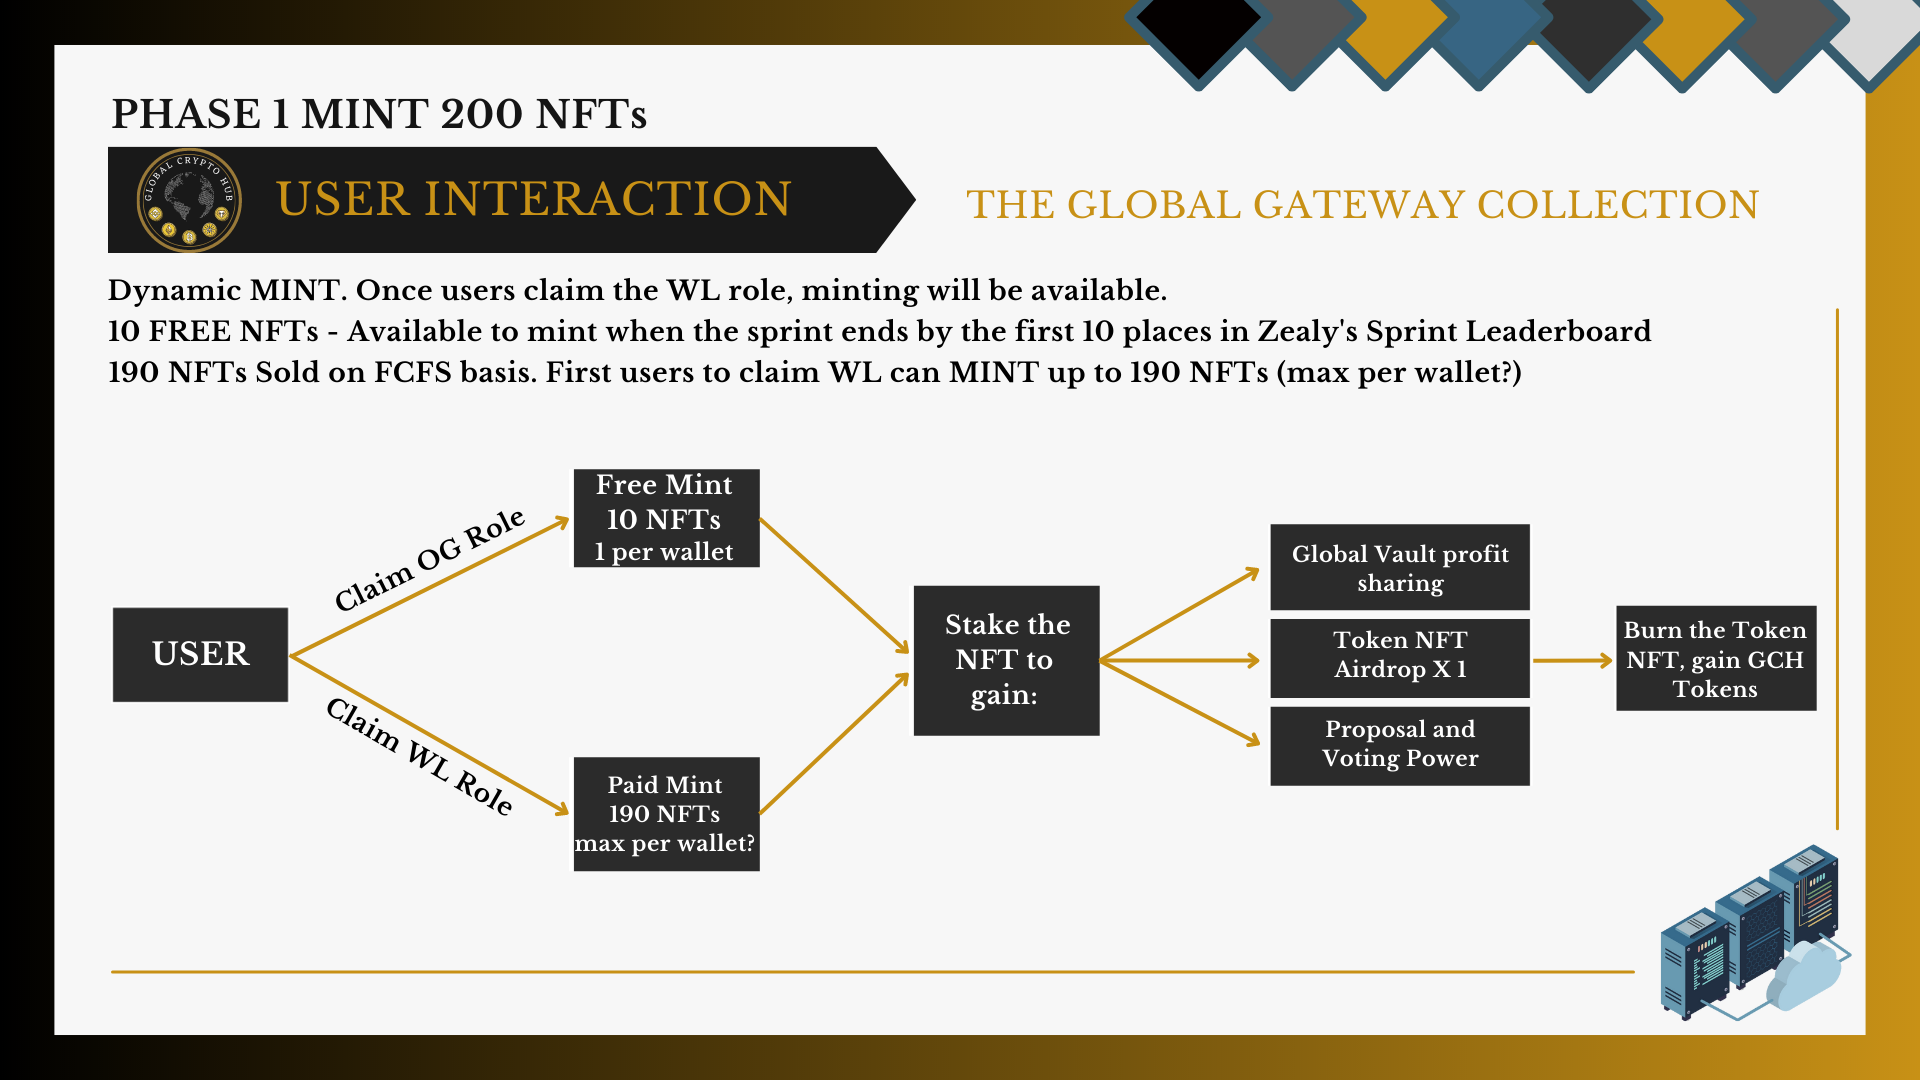 PHASE 1 MINT 200 NFTs
GLOBAL CRYPTO HUB
USER INTERACTION
THE GLOBAL GATEWAY COLLECTION
Dynamic MINT. Once users claim the WL role, minting will be available.
10 FREE NFTs - Available to mint when the sprint ends by the first 10 places in Zealy's Sprint Leaderboard
190 NFTs Sold on FCFS basis. First users to claim WL can MINT up to 190 NFTs (max per wallet?)
USER
Claim OG Role
Claim WL Role
Free Mint
10 NFTs
1 per wallet
Paid Mint
190 NFTs
max per wallet?
Stake the
NFT to
gain:
Global Vault profit
sharing
Token NFT
Airdrop X 1
Proposal and
Voting Power
Burn the Token
NFT, gain GCH
Tokens